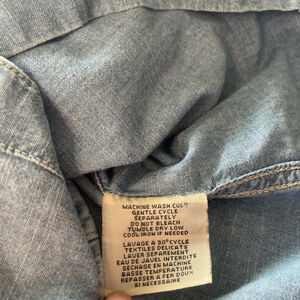 MACHINE WASH COLD
GENTLE CYCLE
SEPARATELY
DO NOT BLEACH
TUMBLE DRY LOW
COOL IRON IF NEEDED
LAVAGE A 30°CYCLE
TEXTILES DELICATS
LAVER SEPAREMENT
EAU DE JAVEL INTERDITE
SECHAGE EN MACHINE
BASSE TEMPERATURE
REPASSER A FER DOUX
SI NECESSAIRE